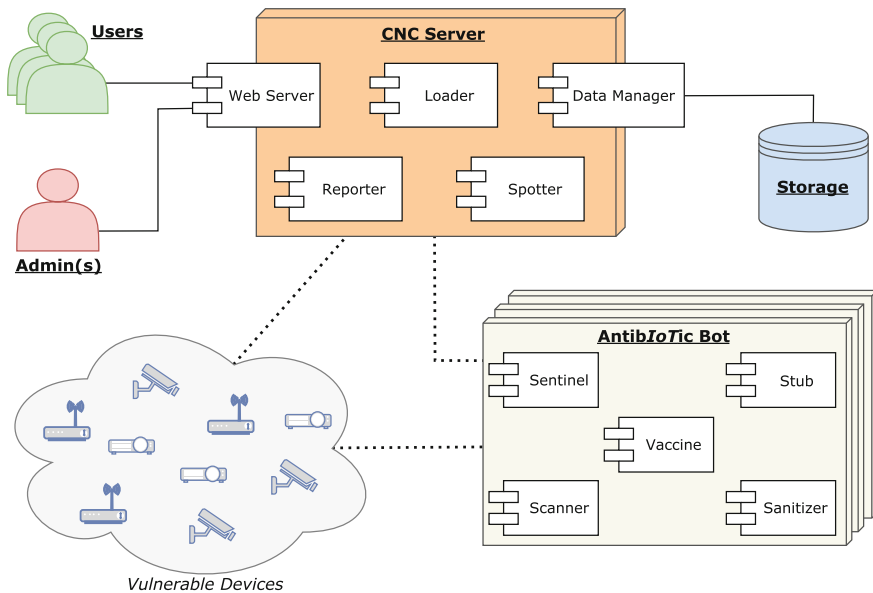 Users
CNC Server
Web Server
Loader
Data Manager
Reporter
Spotter
Storage
Admin(s)
AntibIoTic Bot
Sentinel
Stub
Vaccine
Scanner
Sanitizer
Vulnerable Devices